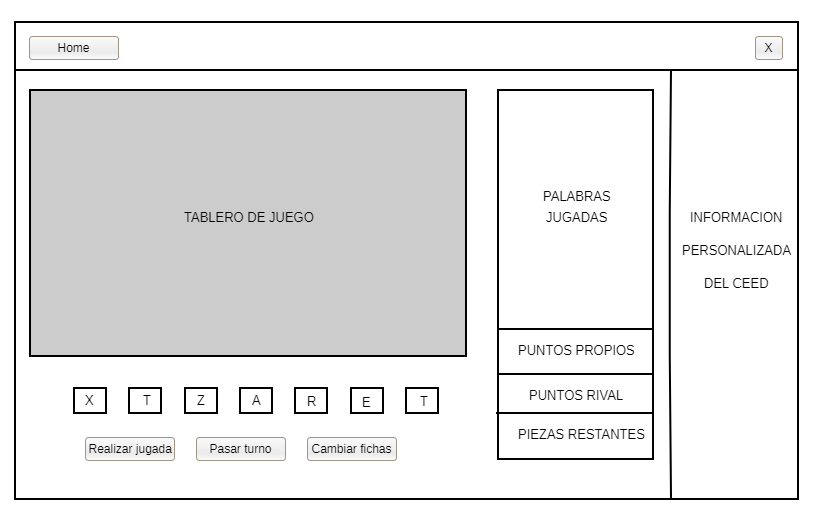 Home
X
TABLERO DE JUEGO
X T Z A R E T
Realizar jugada Pasar turno Cambiar fichas
PALABRAS
JUGADAS
PUNTOS PROPIOS
PUNTOS RIVAL
PIEZAS RESTANTES
INFORMACION
PERSONALIZADA
DEL CEED